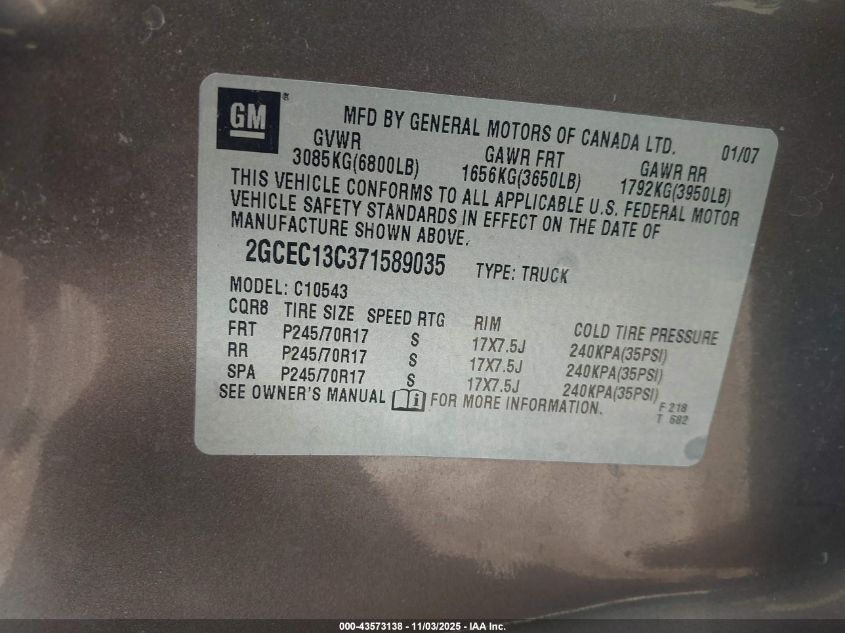 GM®
MFD BY GENERAL MOTORS OF CANADA LTD. 01/07
GVWR GAWR FRT GAWR RR
3085KG(6800LB) 1656KG(3650LB) 1792KG(3950LB)
THIS VEHICLE CONFORMS TO ALL APPLICABLE U.S. FEDERAL MOTOR
VEHICLE SAFETY STANDARDS IN EFFECT ON THE DATE OF
MANUFACTURE SHOWN ABOVE.
2GCEC13C371589035 TYPE: TRUCK
MODEL: C10543
CQR8 TIRE SIZE SPEED RTG RIM COLD TIRE PRESSURE
FRT P245/70R17 S 17X7.5J 240KPA(35PSI)
RR P245/70R17 S 17X7.5J 240KPA(35PSI)
SPA P245/70R17 S 17X7.5J 240KPA(35PSI)
SEE OWNER'S MANUAL i FOR MORE INFORMATION.
F 218
T 682
000-43573138 - 11/03/2025 - IAA Inc.